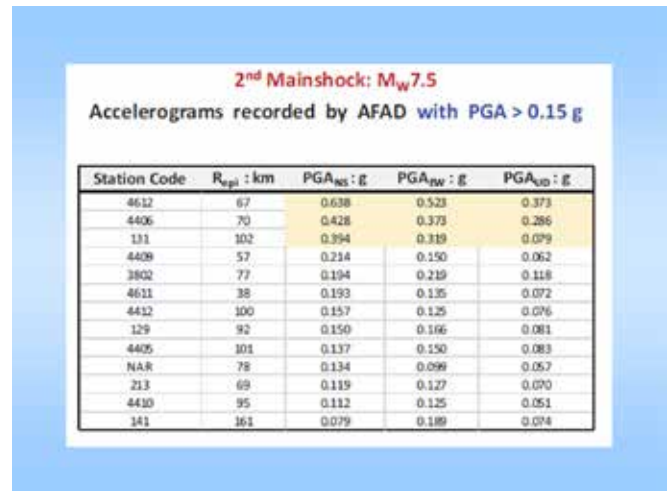 2nd Mainshock: MW7.5
Accelerograms recorded by AFAD with PGA > 0.15 g
Station Code Repi : km PGANS : g PGAEW : g PGAUD : g
4612 67 0.638 0.523 0.373
4406 70 0.428 0.373 0.286
131 102 0.394 0.319 0.079
4409 57 0.214 0.150 0.062
3802 77 0.194 0.219 0.118
4611 38 0.193 0.135 0.072
4412 100 0.157 0.125 0.076
129 92 0.150 0.166 0.081
4405 101 0.137 0.150 0.083
NAR 78 0.134 0.099 0.057
213 69 0.119 0.127 0.070
4410 95 0.112 0.125 0.051
141 161 0.079 0.189 0.074